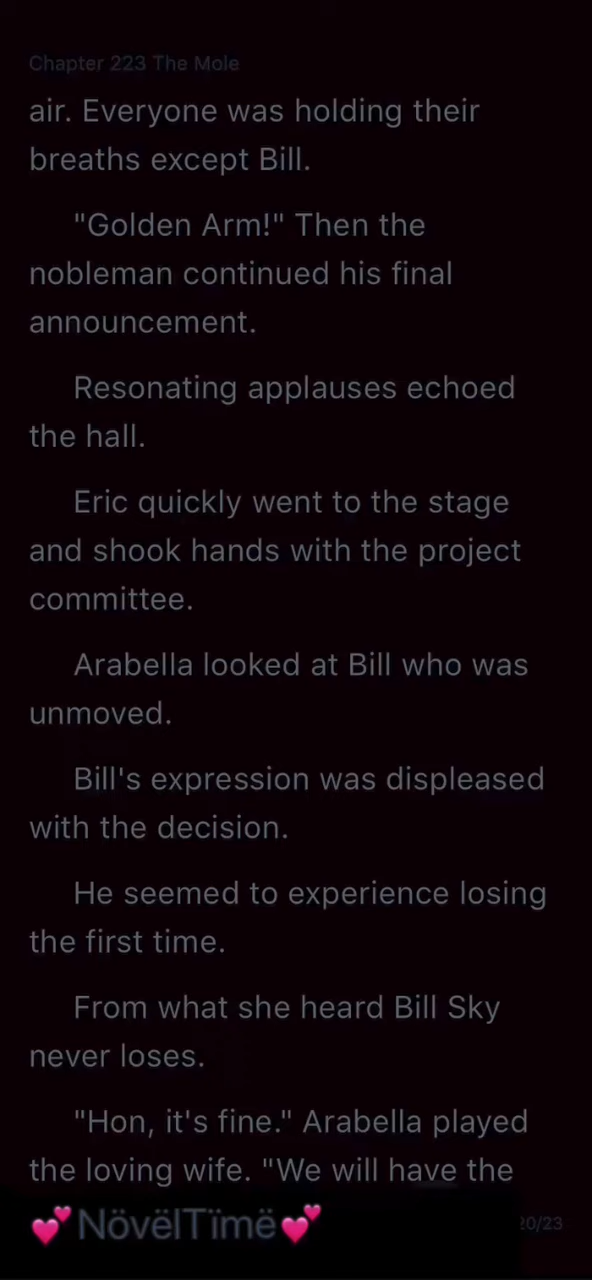 Chapter 223 The Mole
air. Everyone was holding their
breaths except Bill.
"Golden Arm!" Then the
nobleman continued his final
announcement.
Resonating applauses echoed
the hall.
Eric quickly went to the stage
and shook hands with the project
committee.
Arabella looked at Bill who was
unmoved.
Bill's expression was displeased
with the decision.
He seemed to experience losing
the first time.
From what she heard Bill Sky
never loses.
"Hon, it's fine." Arabella played
the loving wife. "We will have the
💕NövëlTïmë💕
20/23